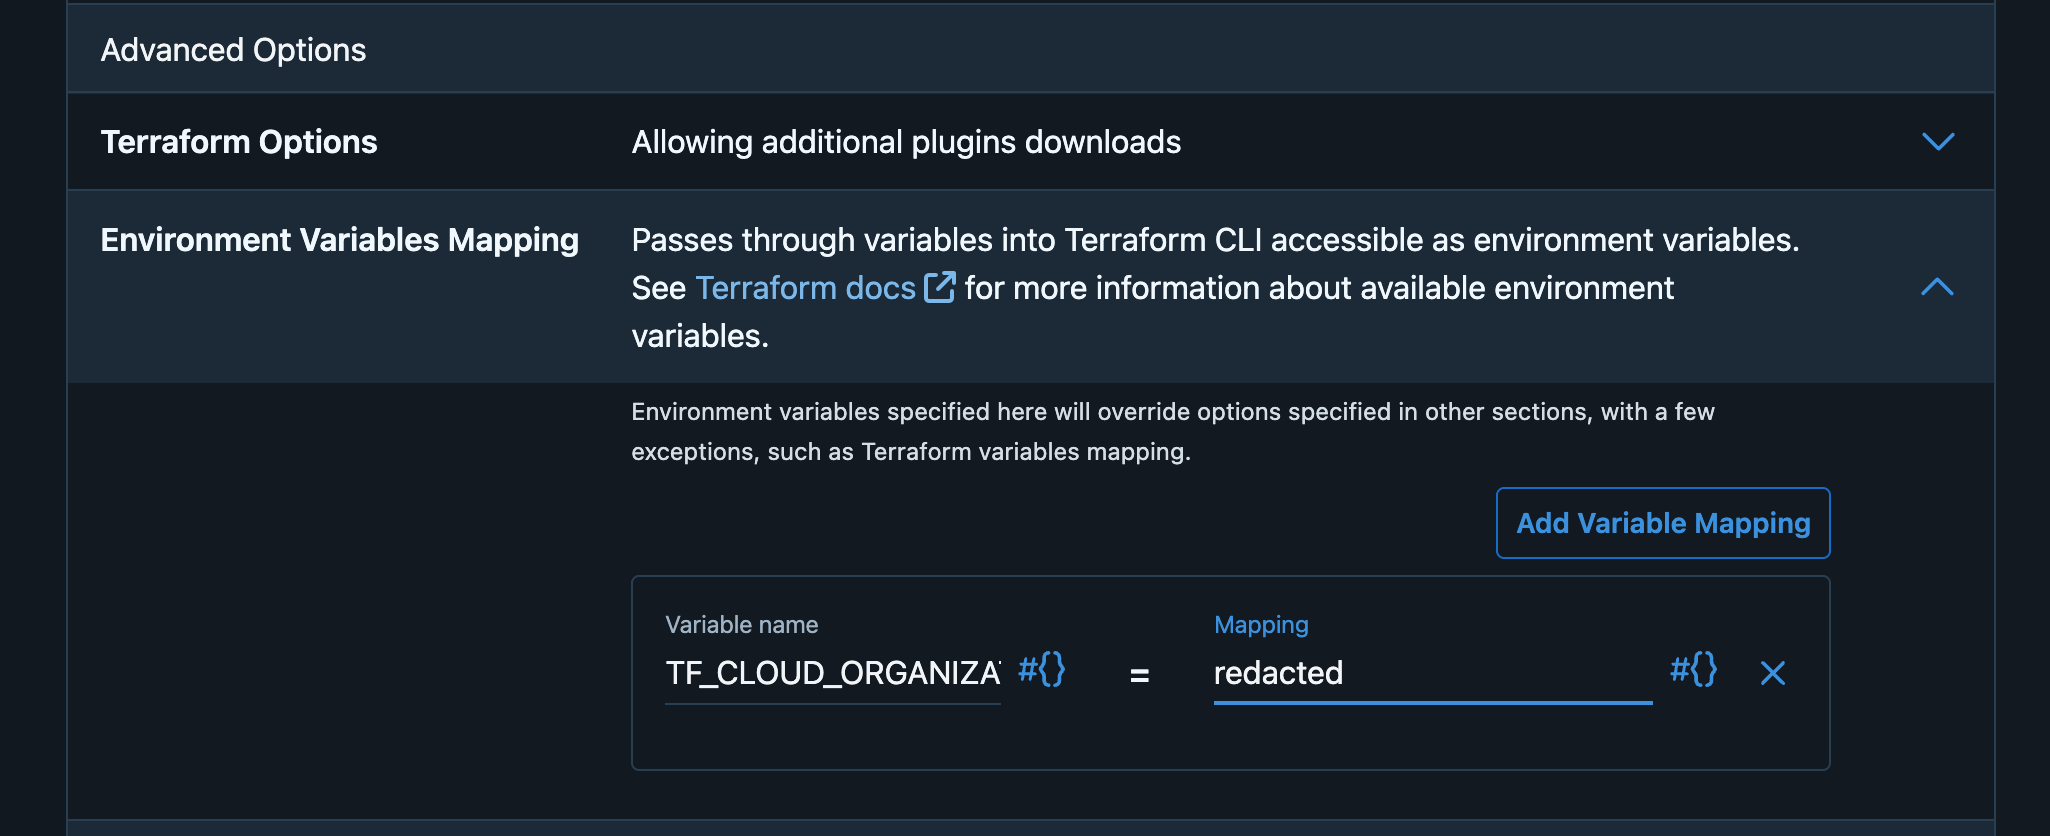 Advanced Options
Terraform Options
Allowing additional plugins downloads
Environment Variables Mapping
Passes through variables into Terraform CLI accessible as environment variables.
See Terraform docs for more information about available environment
variables.
Environment variables specified here will override options specified in other sections, with a few
exceptions, such as Terraform variables mapping.
Add Variable Mapping
Variable name
Mapping
TF_CLOUD_ORGANIZA #{} = redacted #{}